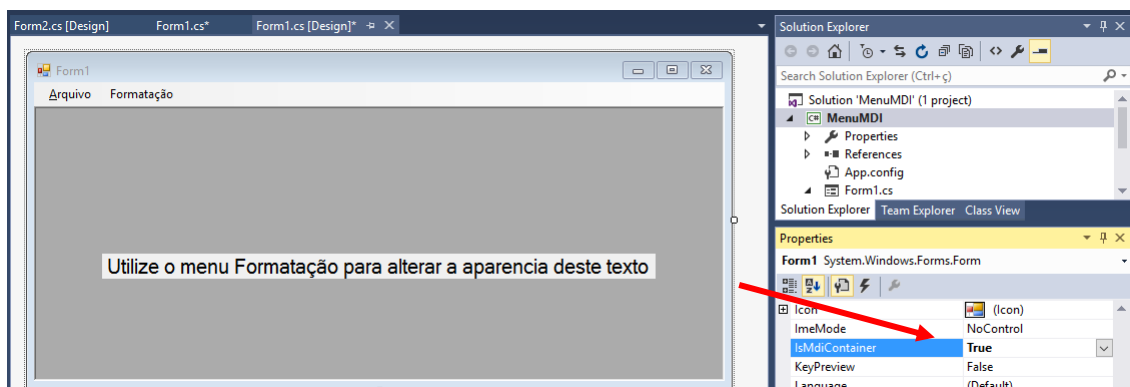 Form2.cs [Design] Form1.cs* Form1.cs [Design]*
Form1
Arquivo Formatação
Utilize o menu Formatação para alterar a aparencia deste texto
Solution Explorer
Search Solution Explorer (Ctrl+ç)
Solution 'MenuMDI' (1 project)
C# MenuMDI
Properties
References
App.config
Form1.cs
Solution Explorer Team Explorer Class View
Properties
Form1 System.Windows.Forms.Form
Icon (Icon)
ImeMode NoControl
IsMdiContainer True
KeyPreview False
Language (Default)